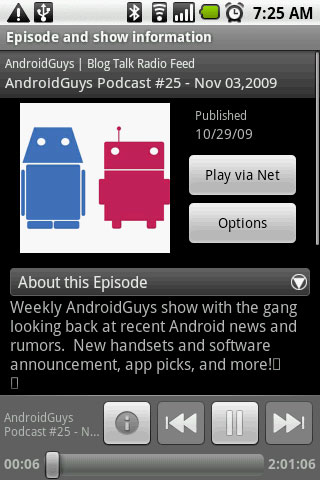 7:25 AM
Episode and show information
AndroidGuys | Blog Talk Radio Feed
AndroIdGuys Podcast #25 - Nov 03,2009
Published
10/29/09
Play via Net
Options
About this Episode
Weekly AndroidGuys show with the gang
looking back at recent Android news and
rumors. New handsets and software
announcement, app picks, and more!
AndroidGuys
Podcast #25 - N...
00:06
2:01:06